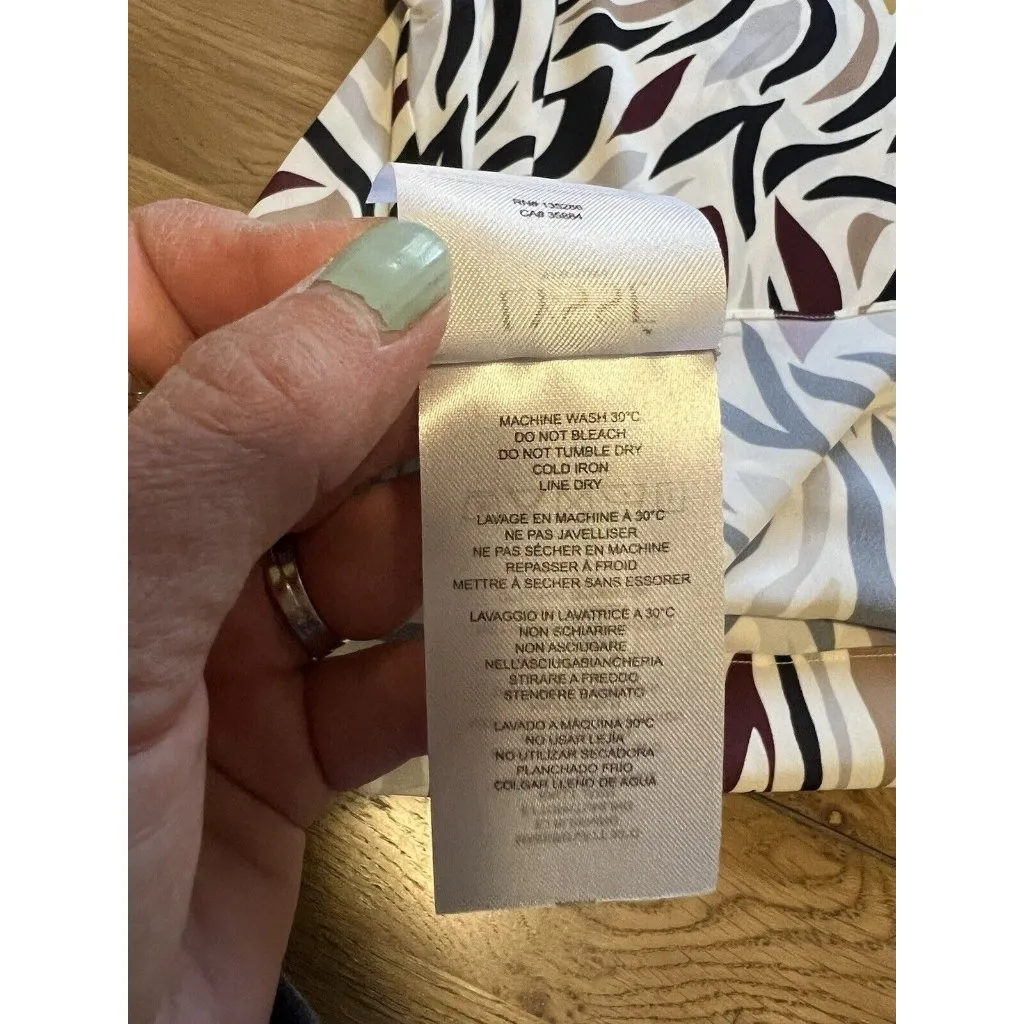 RN# 135286
CA# 35884
MACHINE WASH 30°C
DO NOT BLEACH
DO NOT TUMBLE DRY
COLD IRON
LINE DRY
LAVAGE EN MACHINE À 30°C
NE PAS JAVELLISER
NE PAS SÉCHER EN MACHINE
REPASSER À FROID
METTRE À SECHER SANS ESSORER
LAVAGGIO IN LAVATRICE A 30°C
NON SCHIARIRE
NON ASCIUGARE
NELL'ASCIUGABIANCHERIA
STIRARE A FREDDO
STENDERE BAGNATO
LAVADO A MÁQUINA 30°C
NO USAR LEJÍA
NO UTILIZAR SECADORA
PLANCHADO FRÍO
COLGAR LLENO DE AGUA